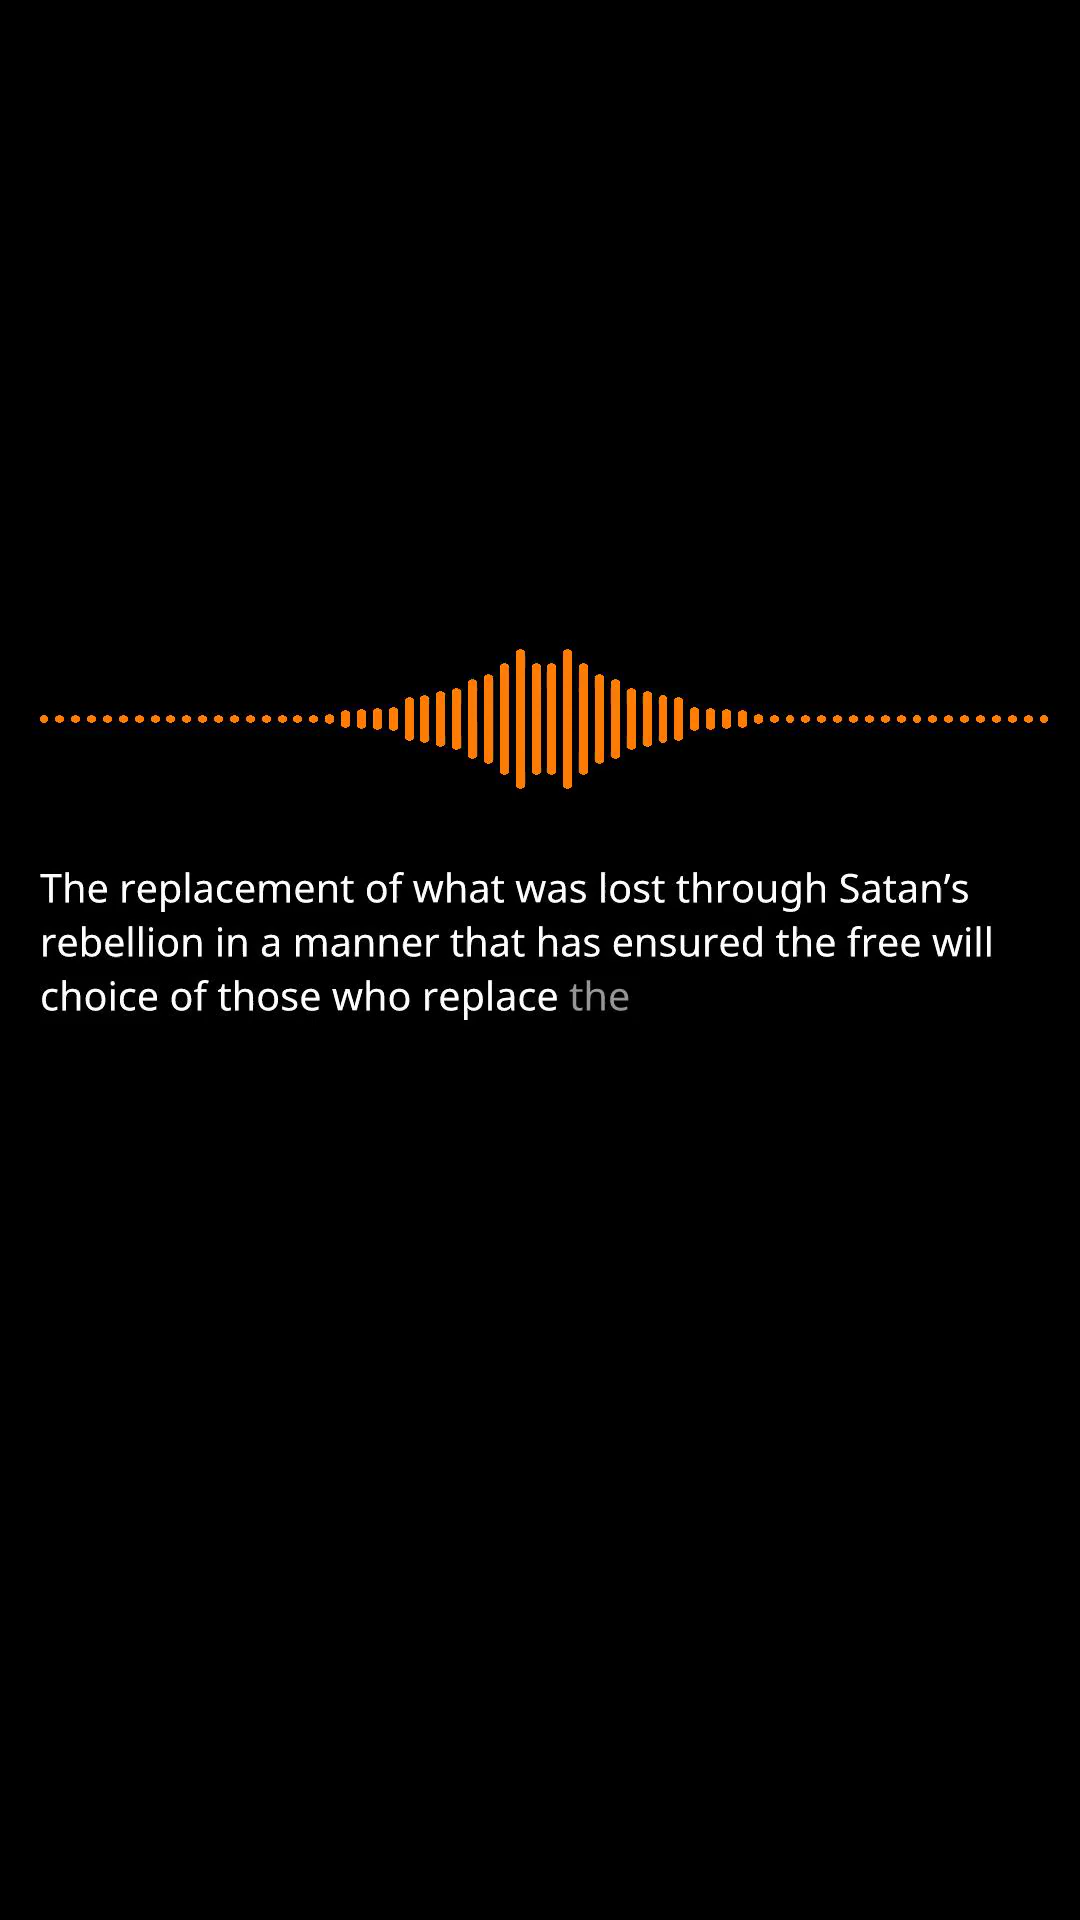 The replacement of what was lost through Satan’s
rebellion in a manner that has ensured the free will
choice of those who replace the